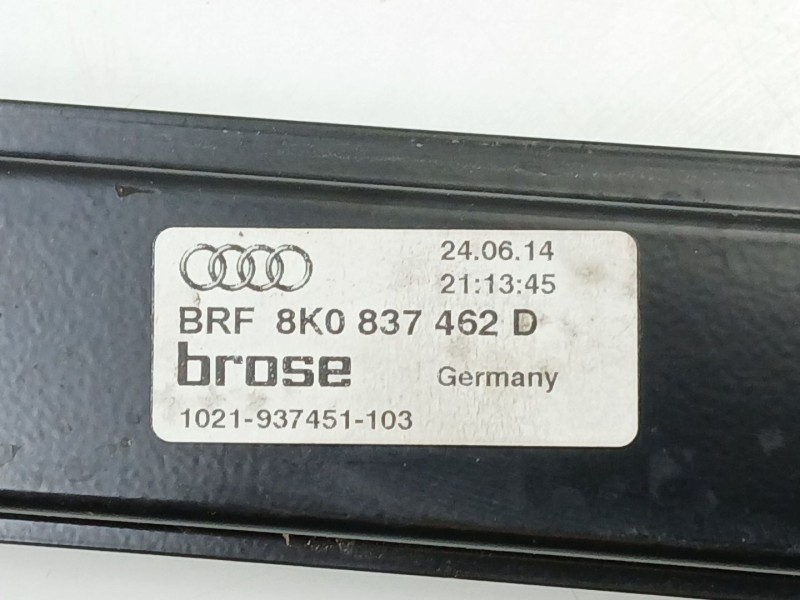 24.06.14
21:13:45
BRF 8K0 837 462 D
brose Germany
1021-937451-103